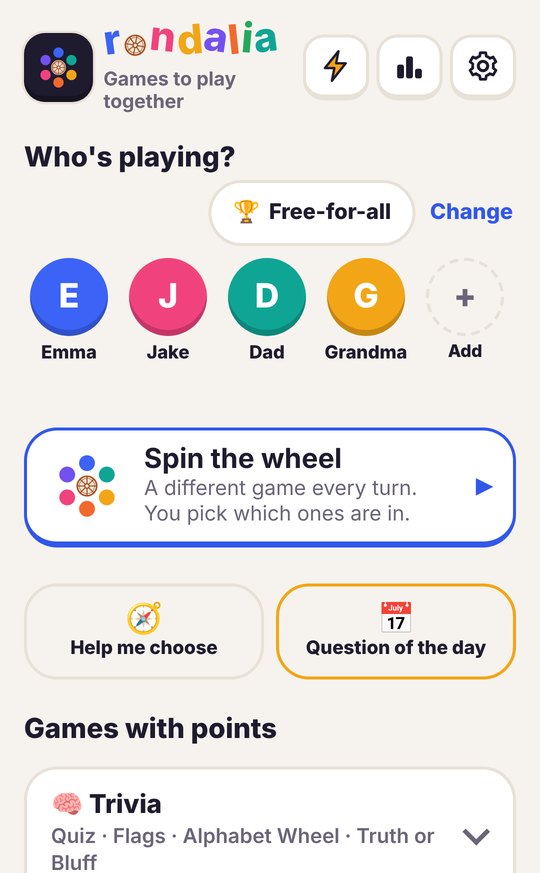 rondalia
Games to play
together
Who's playing?
Free-for-all
Change
E
J
D
G
+
Emma
Jake
Dad
Grandma
Add
Spin the wheel
A different game every turn.
You pick which ones are in.
July
17
Help me choose
Question of the day
Games with points
Trivia
Quiz · Flags · Alphabet Wheel · Truth or
Bluff